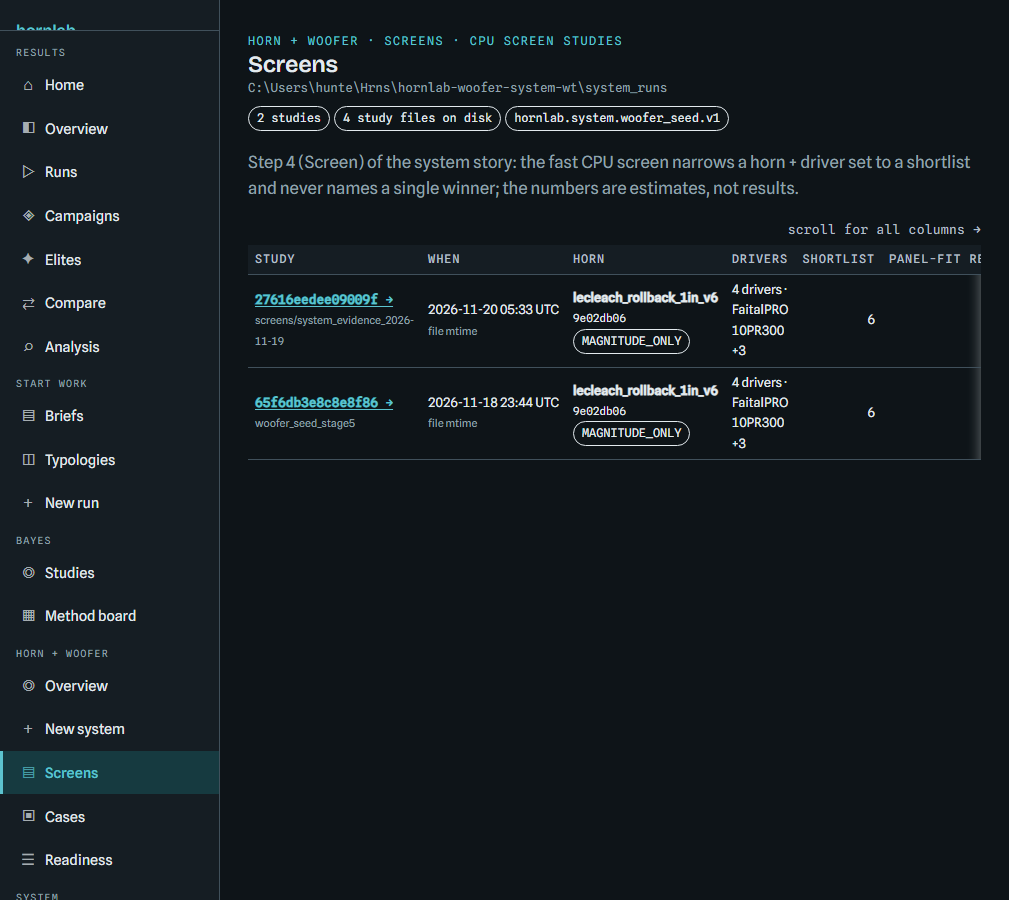 hornlab
RESULTS
Home
Overview
Runs
Campaigns
Elites
Compare
Analysis
START WORK
Briefs
Typologies
+ New run
BAYES
Studies
Method board
HORN + WOOFER
Overview
+ New system
Screens
Cases
Readiness
SYSTEM
HORN + WOOFER · SCREENS · CPU SCREEN STUDIES
Screens
C:\Users\hunte\Hrns\hornlab-woofer-system-wt\system_runs
2 studies 4 study files on disk hornlab.system.woofer_seed.v1
Step 4 (Screen) of the system story: the fast CPU screen narrows a horn + driver set to a shortlist
and never names a single winner; the numbers are estimates, not results.
scroll for all columns →
STUDY WHEN HORN DRIVERS SHORTLIST PANEL-FIT RE
27616eedee09009f →
screens/system_evidence_2026-
11-19
2026-11-20 05:33 UTC
file mtime
lecleach_rollback_1in_v6
9e02db06
MAGNITUDE_ONLY
4 drivers ·
FaitalPRO
10PR300
+3
6
65f6db3e8c8e8f86 →
woofer_seed_stage5
2026-11-18 23:44 UTC
file mtime
lecleach_rollback_1in_v6
9e02db06
MAGNITUDE_ONLY
4 drivers ·
FaitalPRO
10PR300
+3
6